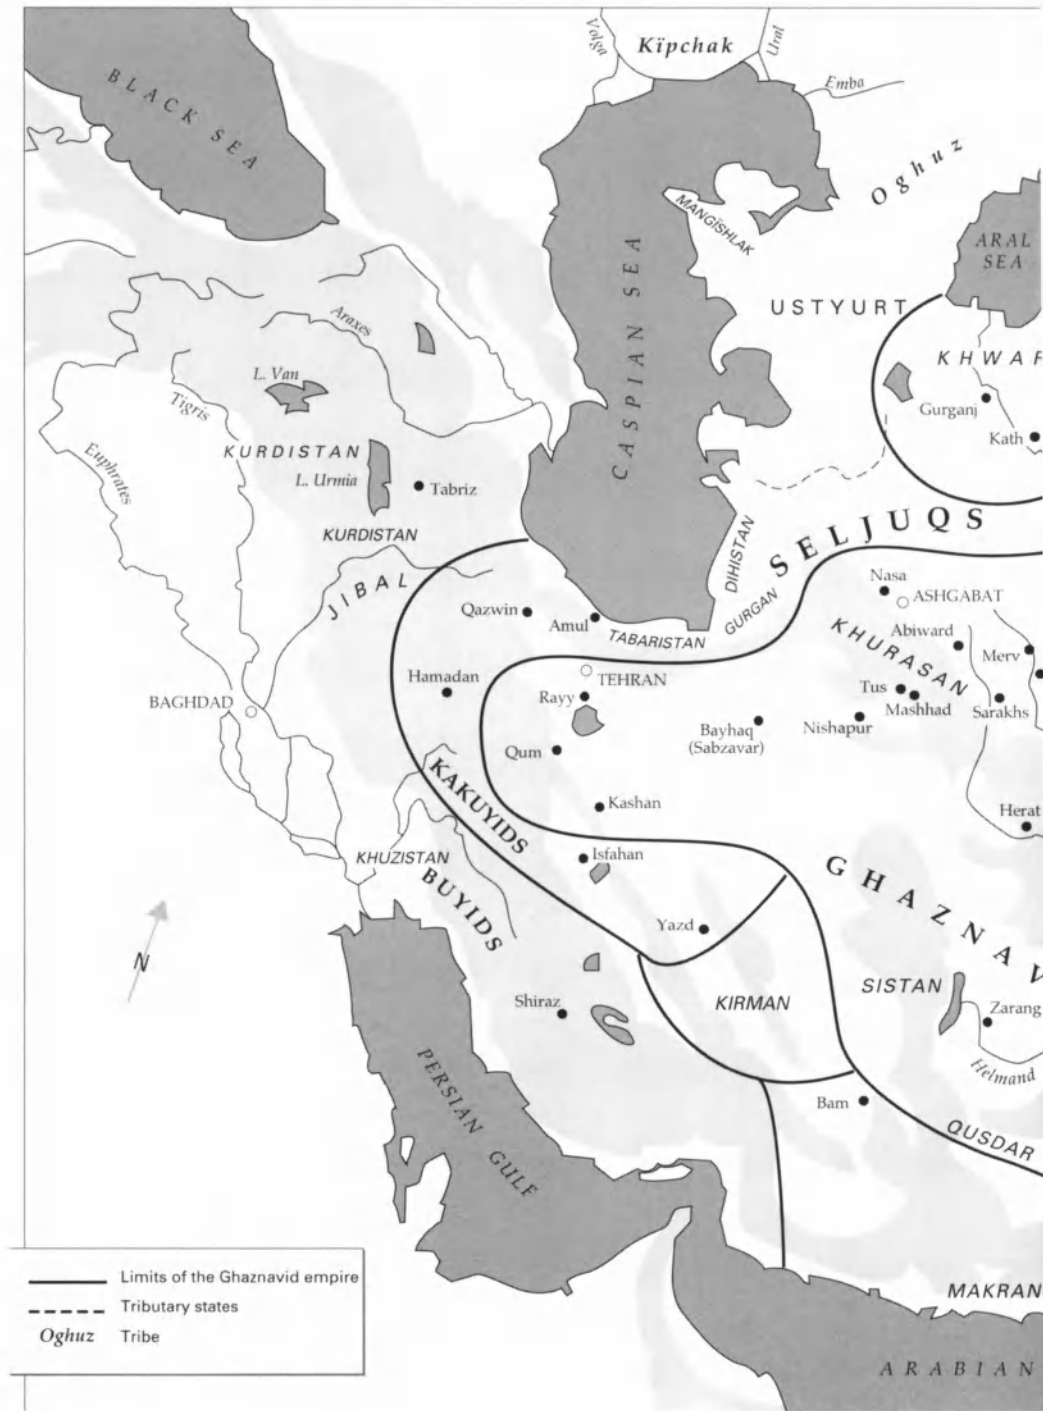 Volga
Kïpchak
Ural
Emba
BLACK SEA
Oghuz
MANGÏSHLAK
ARAL
SEA
CASPIAN SEA
USTYURT
Araxes
KHWAR
L. Van
Tigris
Gurganj
Kath
KURDISTAN
Euphrates
L. Urmia
Tabriz
SELJUQS
KURDISTAN
DIHISTAN
JIBAL
Nasa
ASHGABAT
GURGAN
Qazwin
Amul
TABARISTAN
KHURASAN
Abiward
Merv
Hamadan
TEHRAN
Rayy
Tus
Mashhad
Sarakhs
BAGHDAD
Bayhaq
(Sabzavar)
Nishapur
Qum
KAKUYIDS
Kashan
Herat
KHUZISTAN
Isfahan
BUYIDS
GHAZNAV
Yazd
N
SISTAN
Shiraz
KIRMAN
Zarang
Helmand
PERSIAN GULF
Bam
QUSDAR
Limits of the Ghaznavid empire
MAKRAN
Tributary states
Oghuz Tribe
ARABIAN